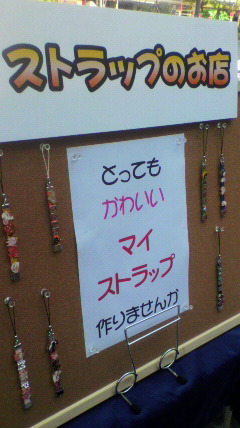 ストラップのお店
とっても
かわいい
マイ
ストラップ
作りませんか